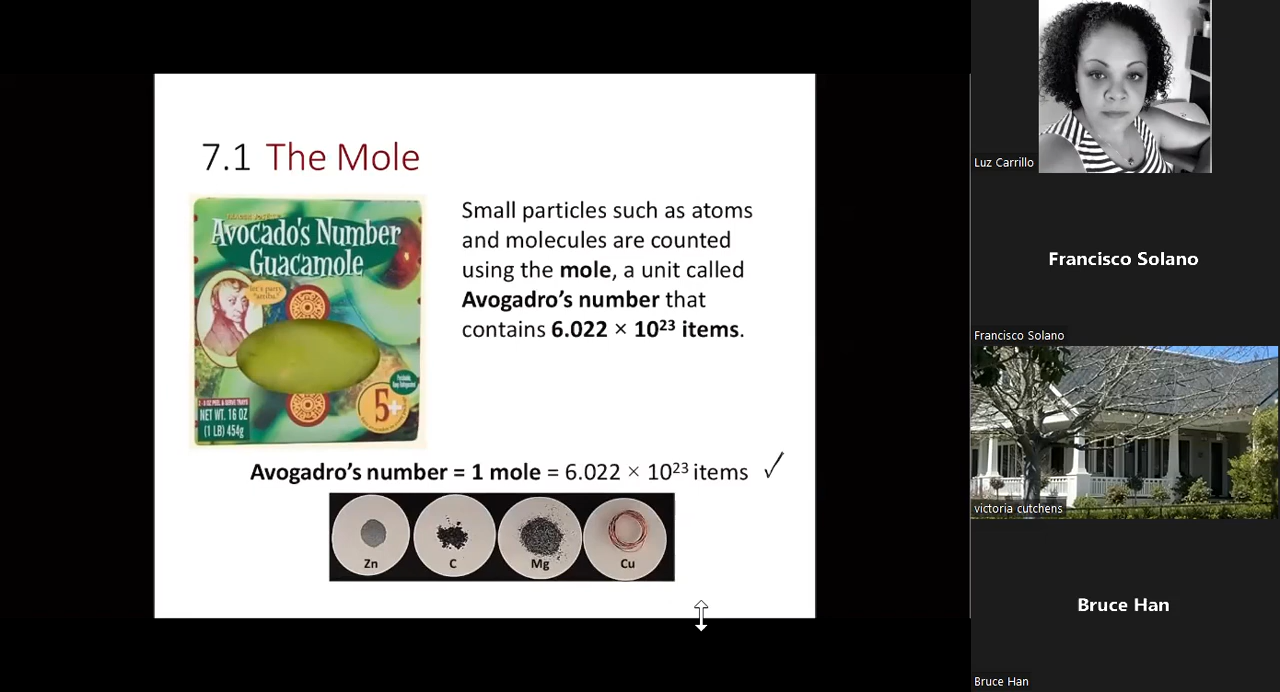 7.1 The Mole
Avocado's Number
Guacamole
let's party
"arriba."
NET WT. 16 OZ
(1 LB) 454g
5+
Small particles such as atoms
and molecules are counted
using the mole, a unit called
Avogadro's number that
contains 6.022 × 10²³ items.
Avogadro's number = 1 mole = 6.022 × 10²³ items
Zn
C
Mg
Cu
Luz Carrillo
Francisco Solano
Francisco Solano
victoria cutchens
Bruce Han
Bruce Han